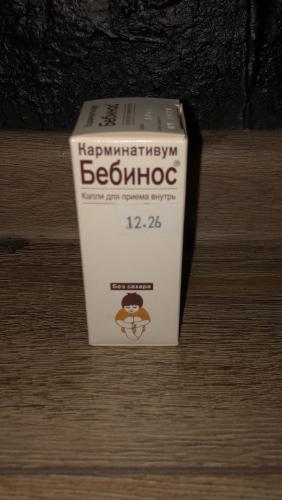 Карминативум
Бебинос®
Капли для приема внутрь
12.26
Без сахара